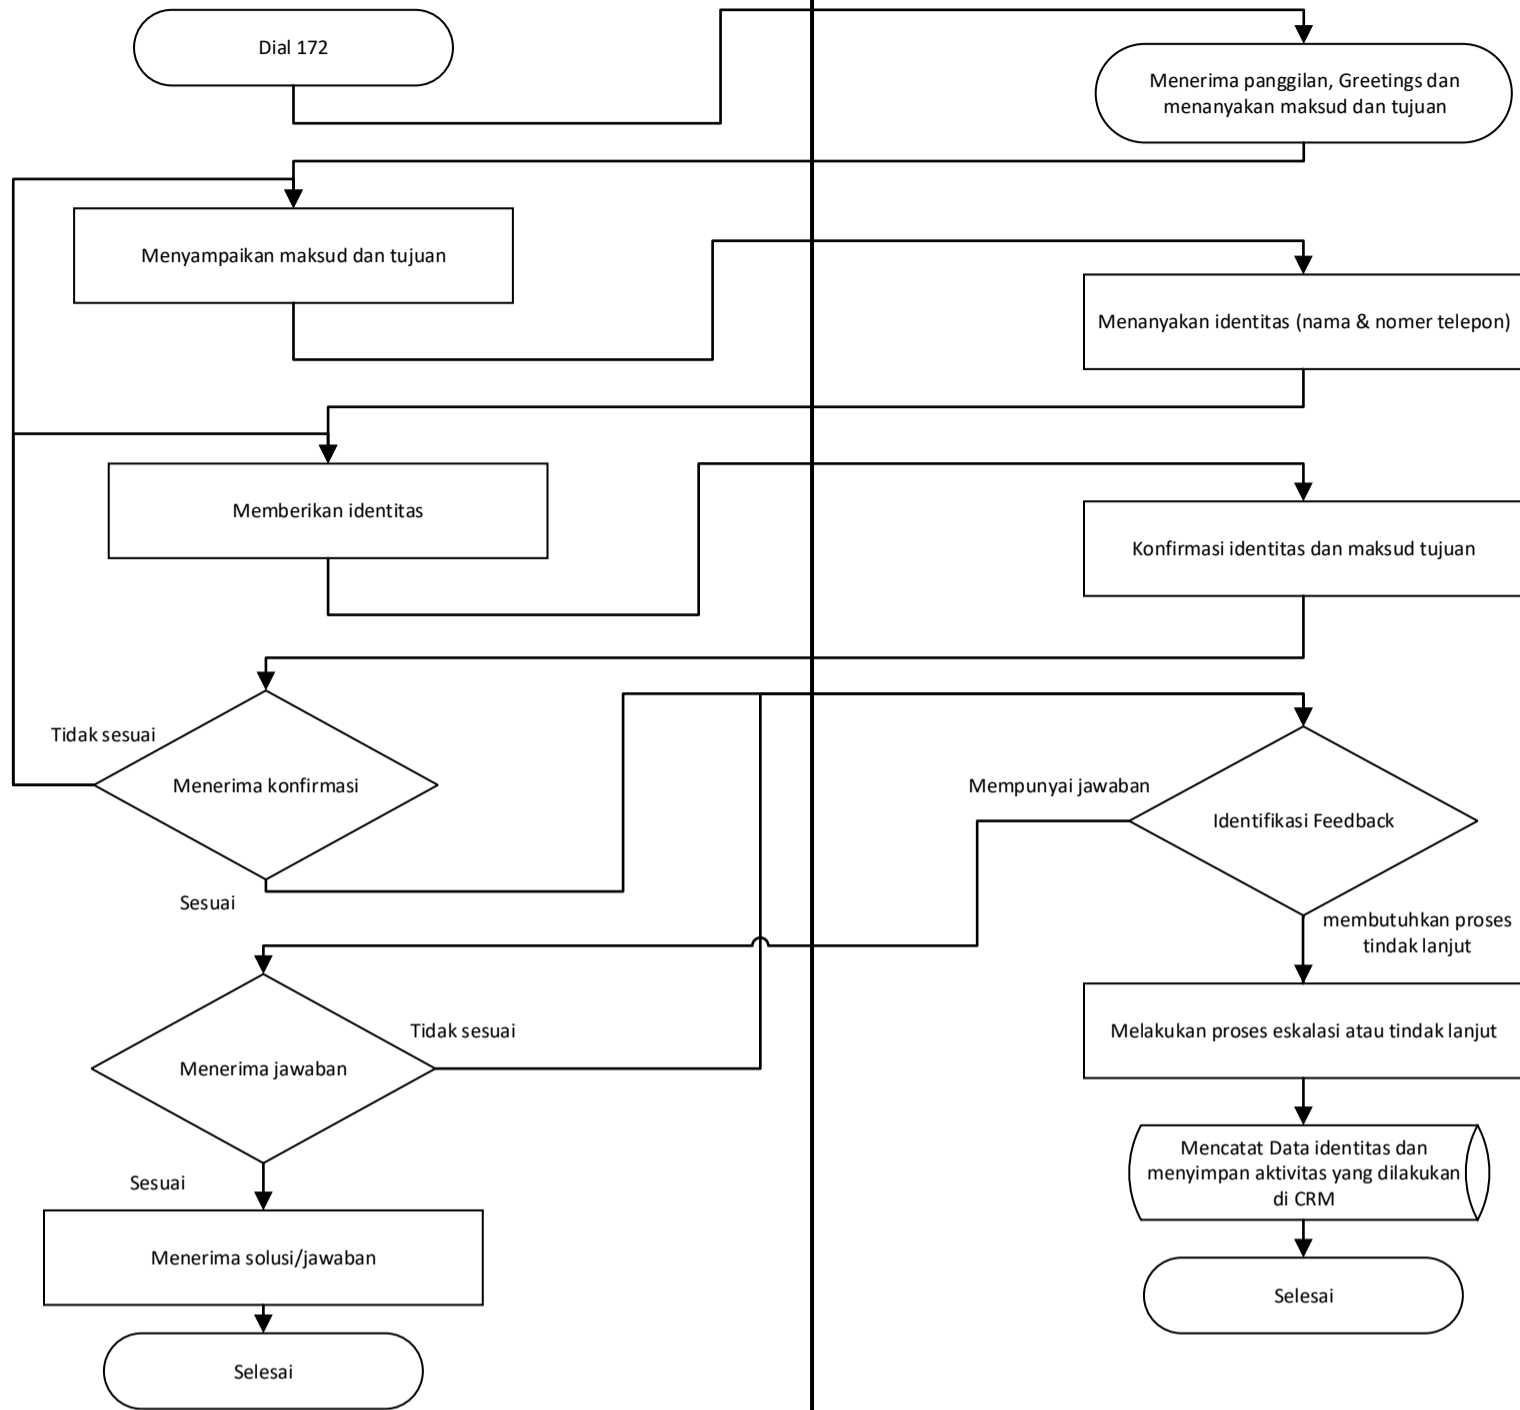 Dial 172
Menerima panggilan, Greetings dan
menanyakan maksud dan tujuan
Menyampaikan maksud dan tujuan
Menanyakan identitas (nama & nomer telepon)
Memberikan identitas
Konfirmasi identitas dan maksud tujuan
Tidak sesuai
Menerima konfirmasi
Sesuai
Mempunyai jawaban
Identifikasi Feedback
membutuhkan proses
tindak lanjut
Tidak sesuai
Menerima jawaban
Sesuai
Melakukan proses eskalasi atau tindak lanjut
Mencatat Data identitas dan
menyimpan aktivitas yang dilakukan
di CRM
Menerima solusi/jawaban
Selesai
Selesai